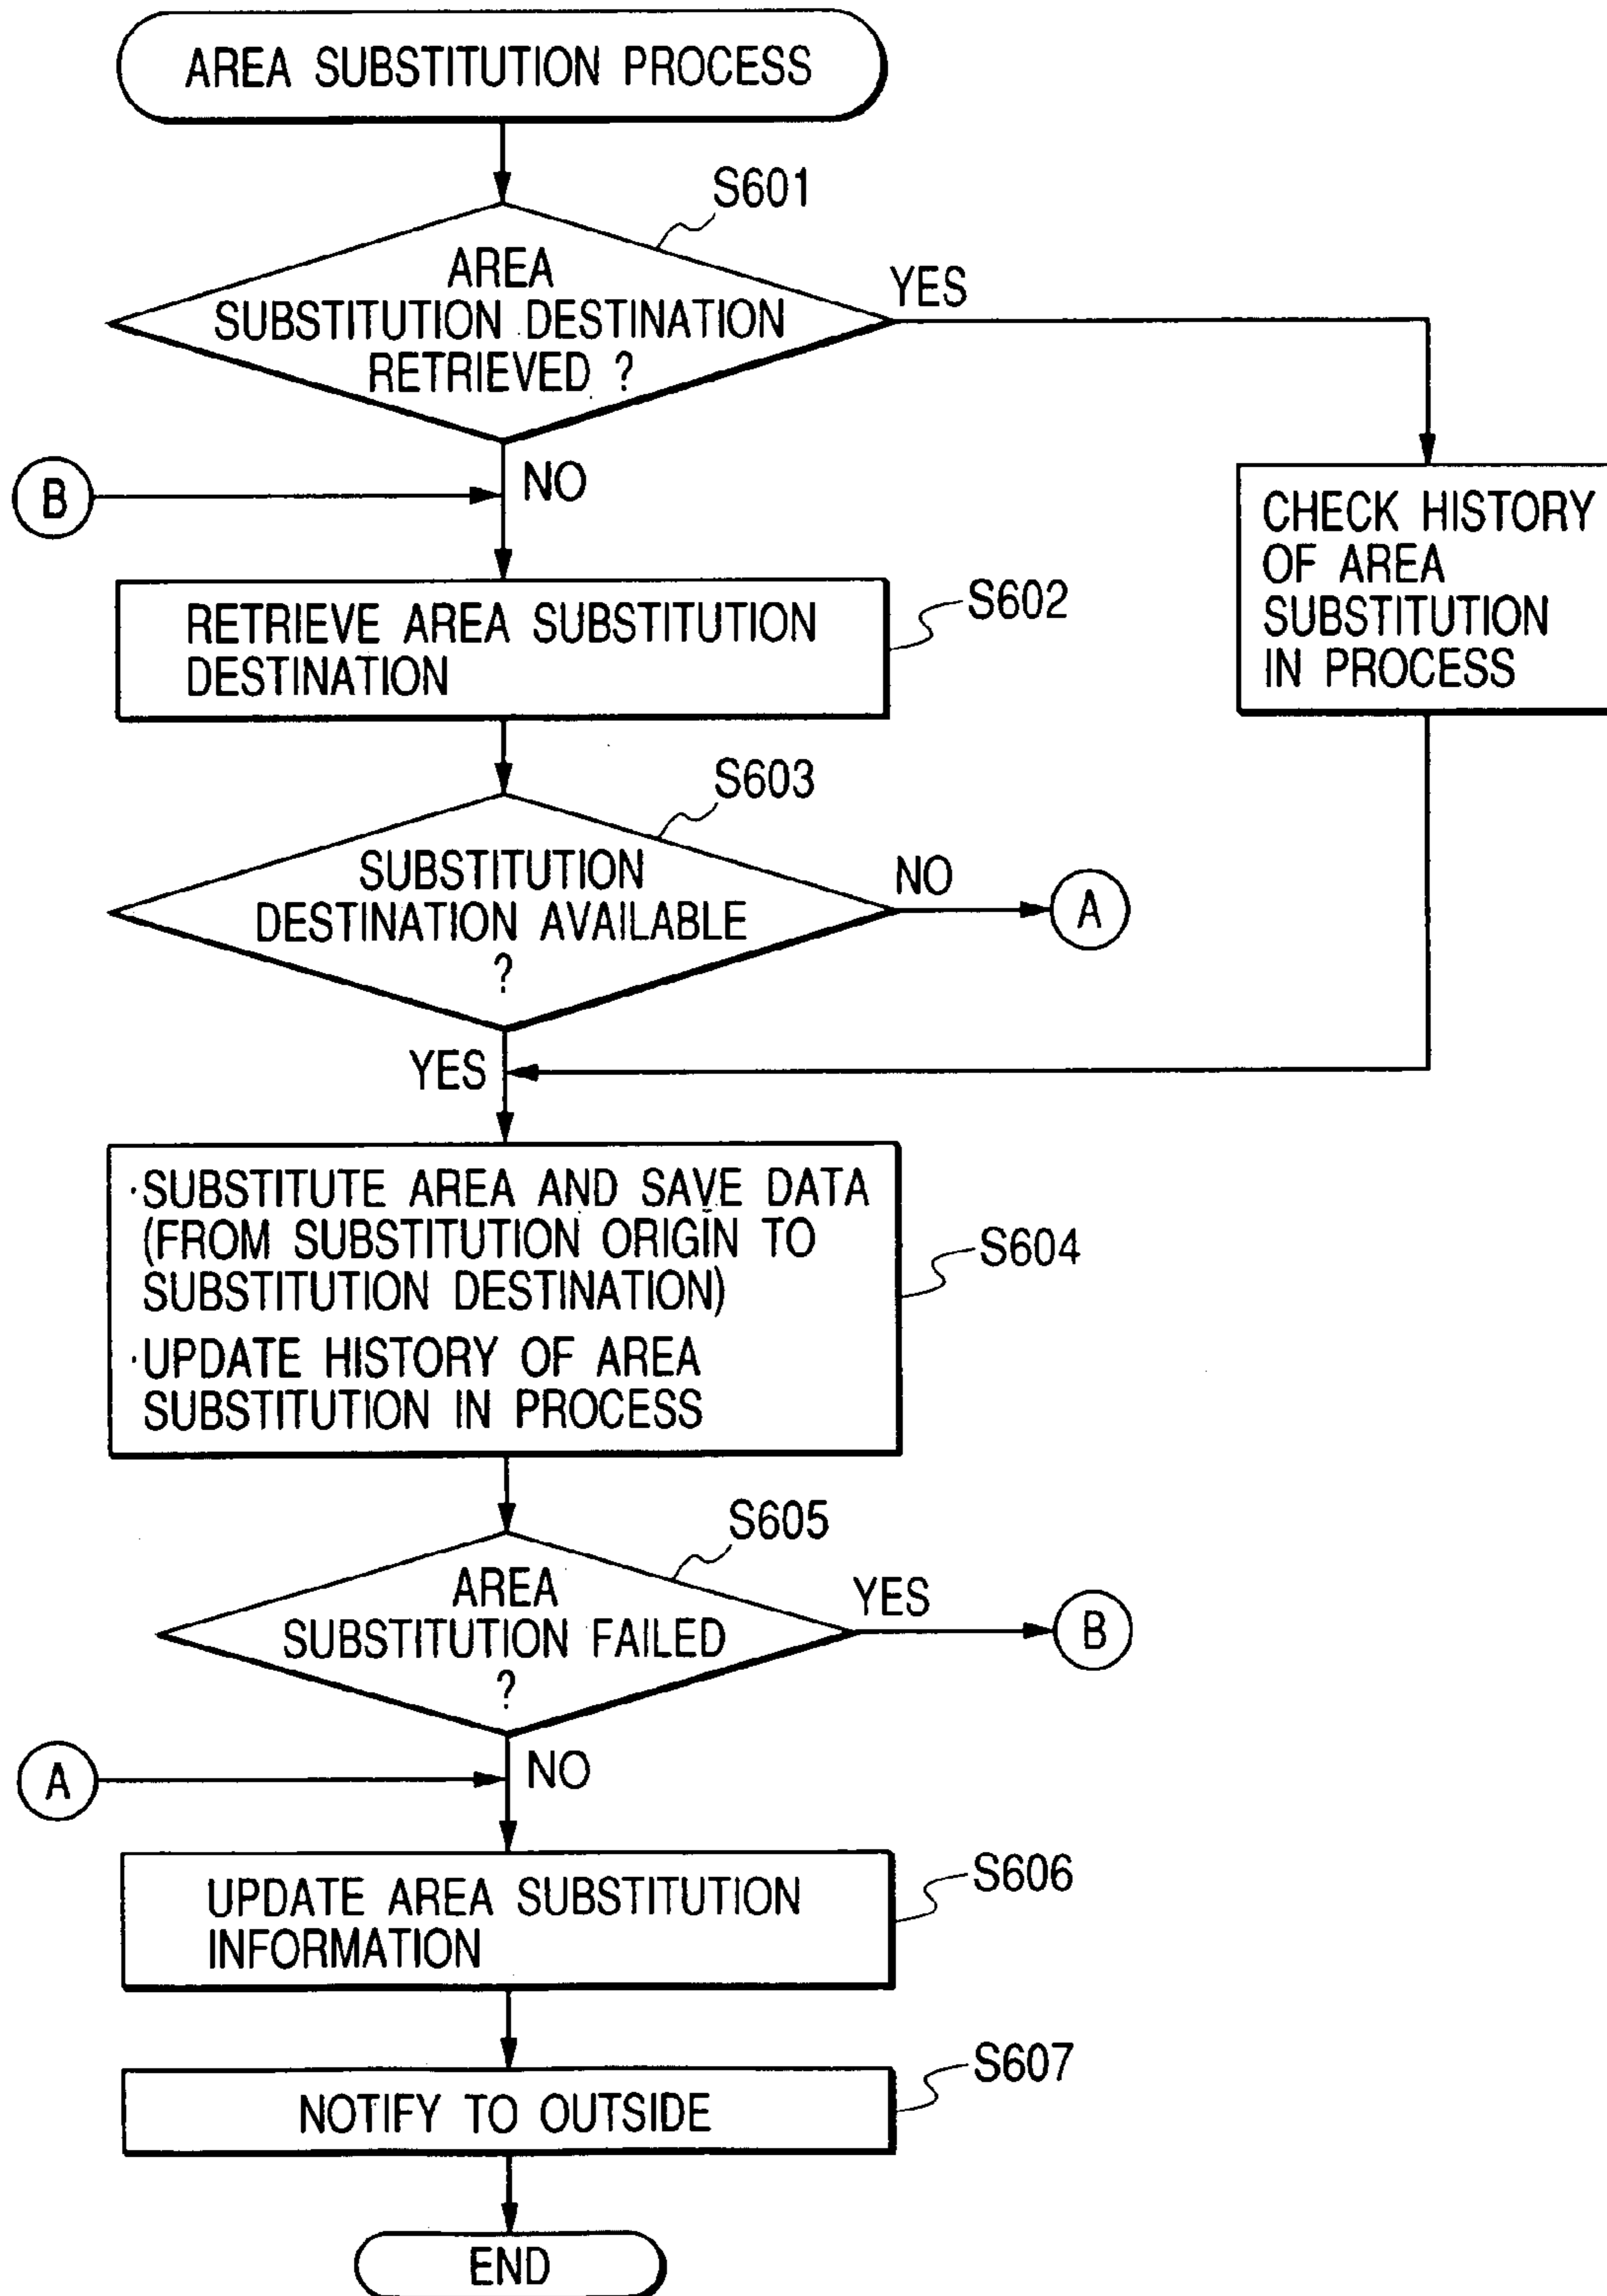 AREA SUBSTITUTION PROCESS
S601
AREA
SUBSTITUTION DESTINATION
RETRIEVED ?
YES
B
NO
CHECK HISTORY
OF AREA
SUBSTITUTION
IN PROCESS
RETRIEVE AREA SUBSTITUTION
DESTINATION
S602
S603
SUBSTITUTION
DESTINATION AVAILABLE
?
NO
A
YES
·SUBSTITUTE AREA AND SAVE DATA
(FROM SUBSTITUTION ORIGIN TO
SUBSTITUTION DESTINATION)
·UPDATE HISTORY OF AREA
SUBSTITUTION IN PROCESS
S604
S605
AREA
SUBSTITUTION FAILED
?
YES
B
A
NO
UPDATE AREA SUBSTITUTION
INFORMATION
S606
S607
NOTIFY TO OUTSIDE
END